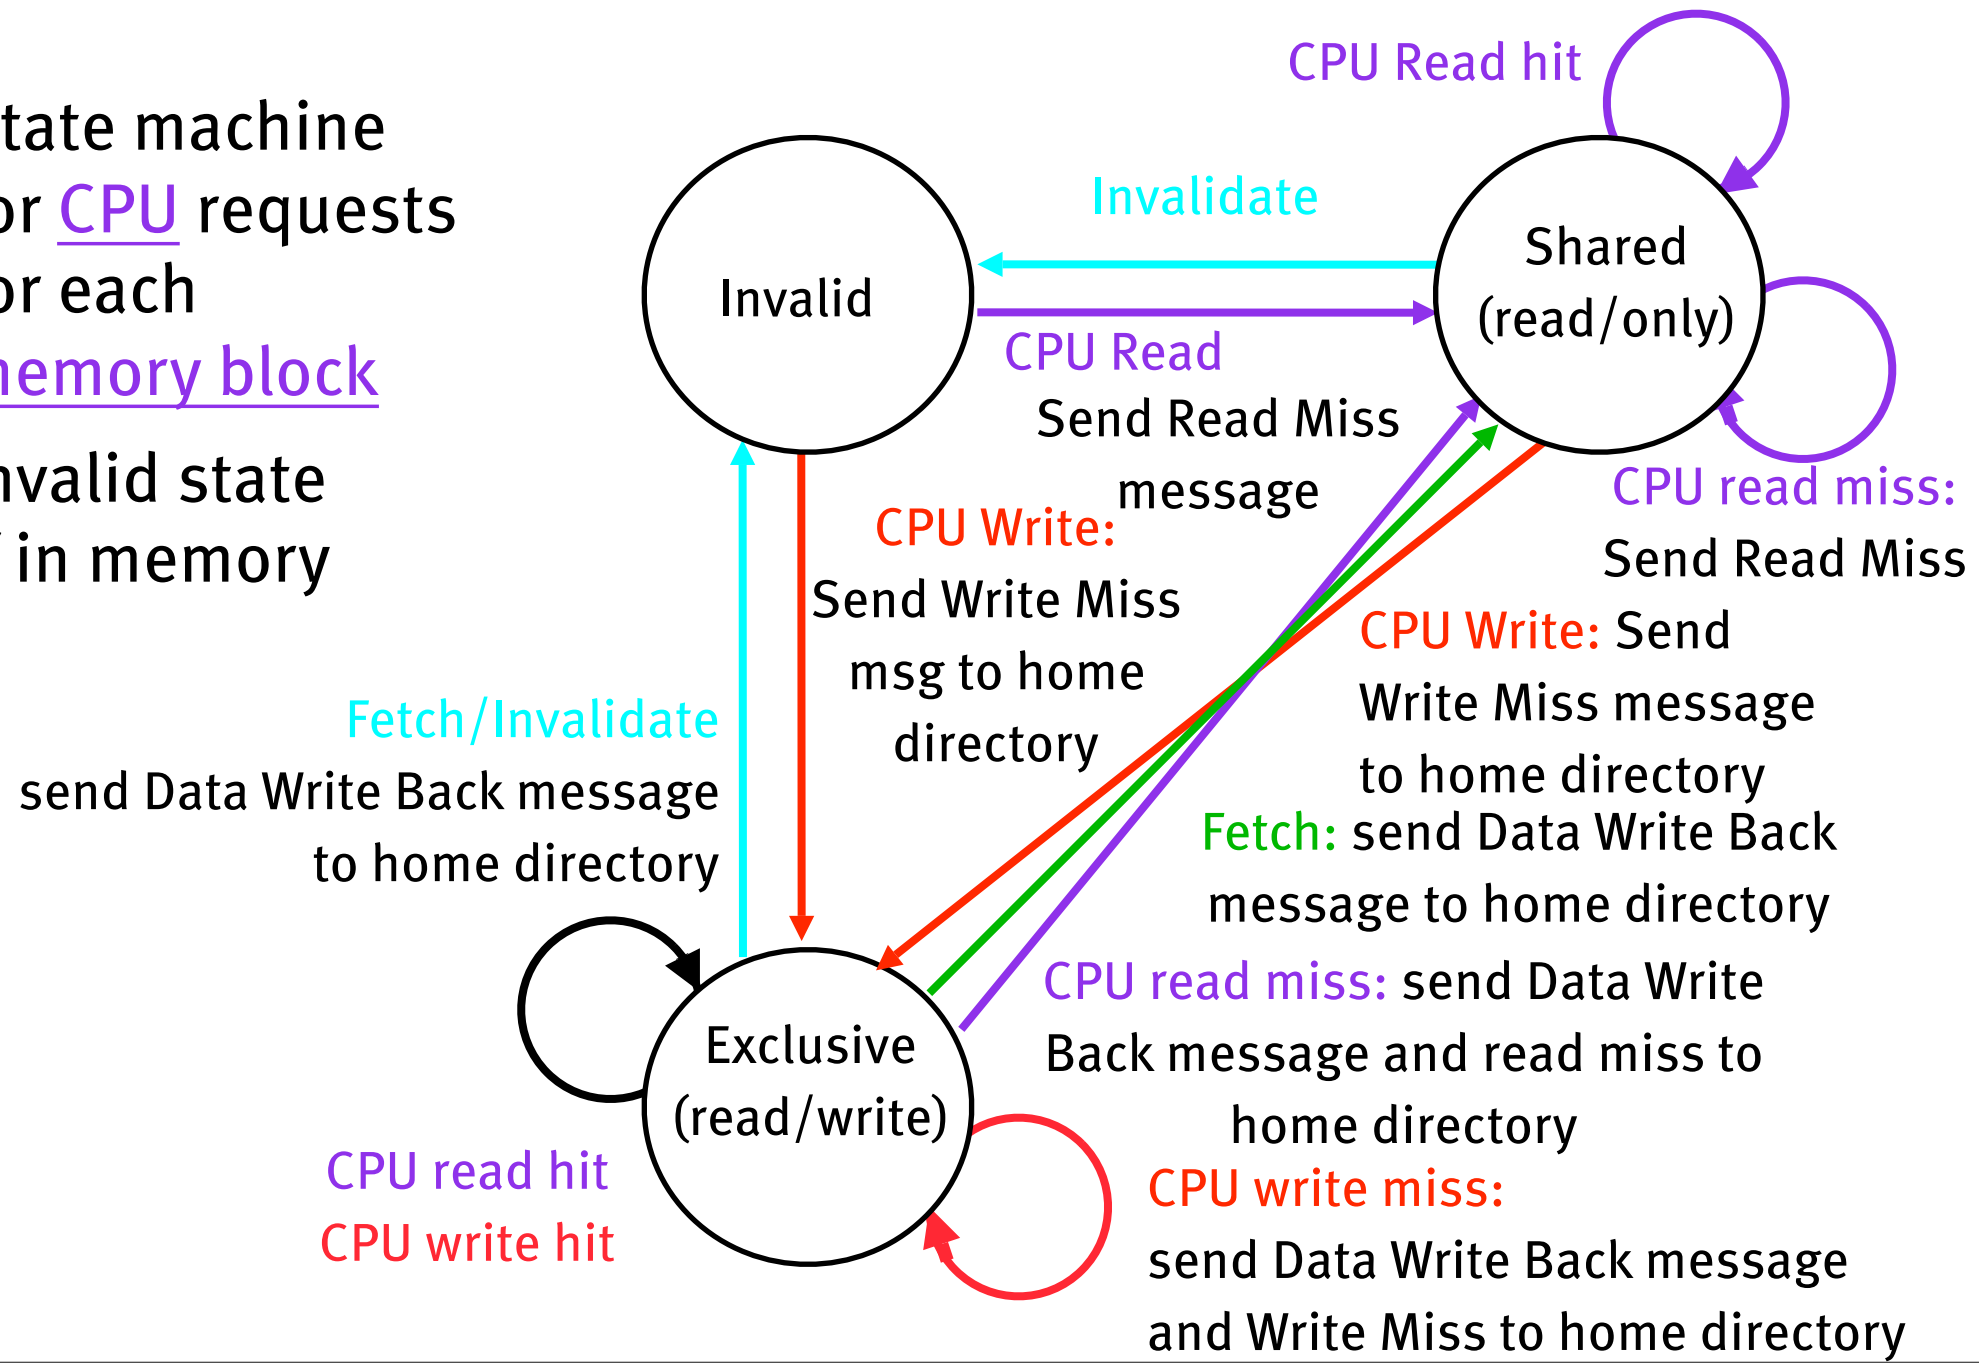 tate machine
or CPU requests
or each
memory block
nvalid state
in memory
CPU Read hit
Invalidate
Invalid
Shared
(read/only)
CPU Read
Send Read Miss
message
CPU read miss:
Send Read Miss
CPU Write:
Send Write Miss
msg to home
directory
CPU Write: Send
Write Miss message
to home directory
Fetch/Invalidate
send Data Write Back message
to home directory
Fetch: send Data Write Back
message to home directory
CPU read miss: send Data Write
Back message and read miss to
home directory
Exclusive
(read/write)
CPU read hit
CPU write hit
CPU write miss:
send Data Write Back message
and Write Miss to home directory